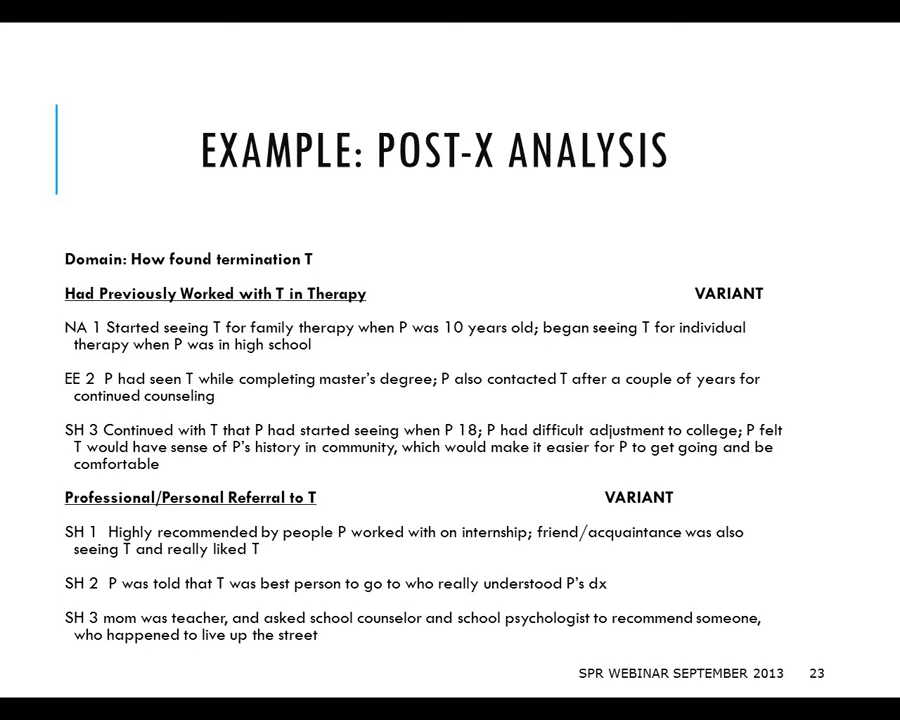 EXAMPLE: POST-X ANALYSIS
Domain: How found termination T
Had Previously Worked with T in Therapy VARIANT
NA 1 Started seeing T for family therapy when P was 10 years old; began seeing T for individual
therapy when P was in high school
EE 2 P had seen T while completing master's degree; P also contacted T after a couple of years for
continued counseling
SH 3 Continued with T that P had started seeing when P 18; P had difficult adjustment to college; P felt
T would have sense of P's history in community, which would make it easier for P to get going and be
comfortable
Professional/Personal Referral to T VARIANT
SH 1 Highly recommended by people P worked with on internship; friend/acquaintance was also
seeing T and really liked T
SH 2 P was told that T was best person to go to who really understood P's dx
SH 3 mom was teacher, and asked school counselor and school psychologist to recommend someone,
who happened to live up the street
SPR WEBINAR SEPTEMBER 2013 23